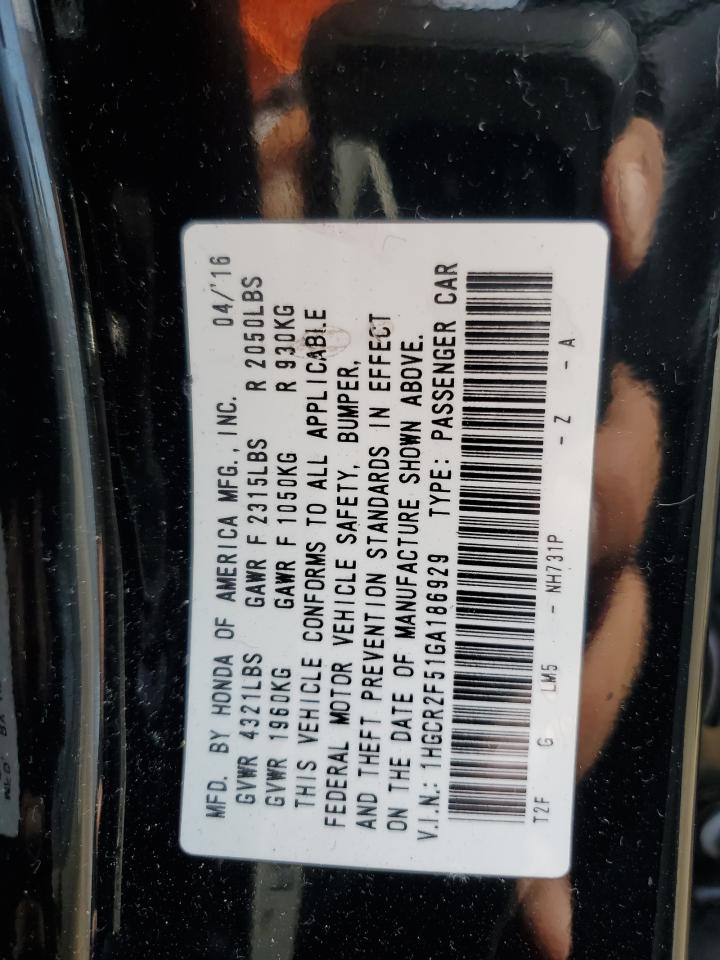 MFD. BY HONDA OF AMERICA MFG., INC. 04/'16
GVWR 4321LBS GAWR F 2315LBS R 2050LBS
GVWR 1960KG GAWR F 1050KG R 930KG
THIS VEHICLE CONFORMS TO ALL APPLICABLE
FEDERAL MOTOR VEHICLE SAFETY, BUMPER,
AND THEFT PREVENTION STANDARDS IN EFFECT
ON THE DATE OF MANUFACTURE SHOWN ABOVE.
V.I.N.: 1HGCR2F51GA186929 TYPE: PASSENGER CAR
T2F G LM5 - NH731P - Z - A